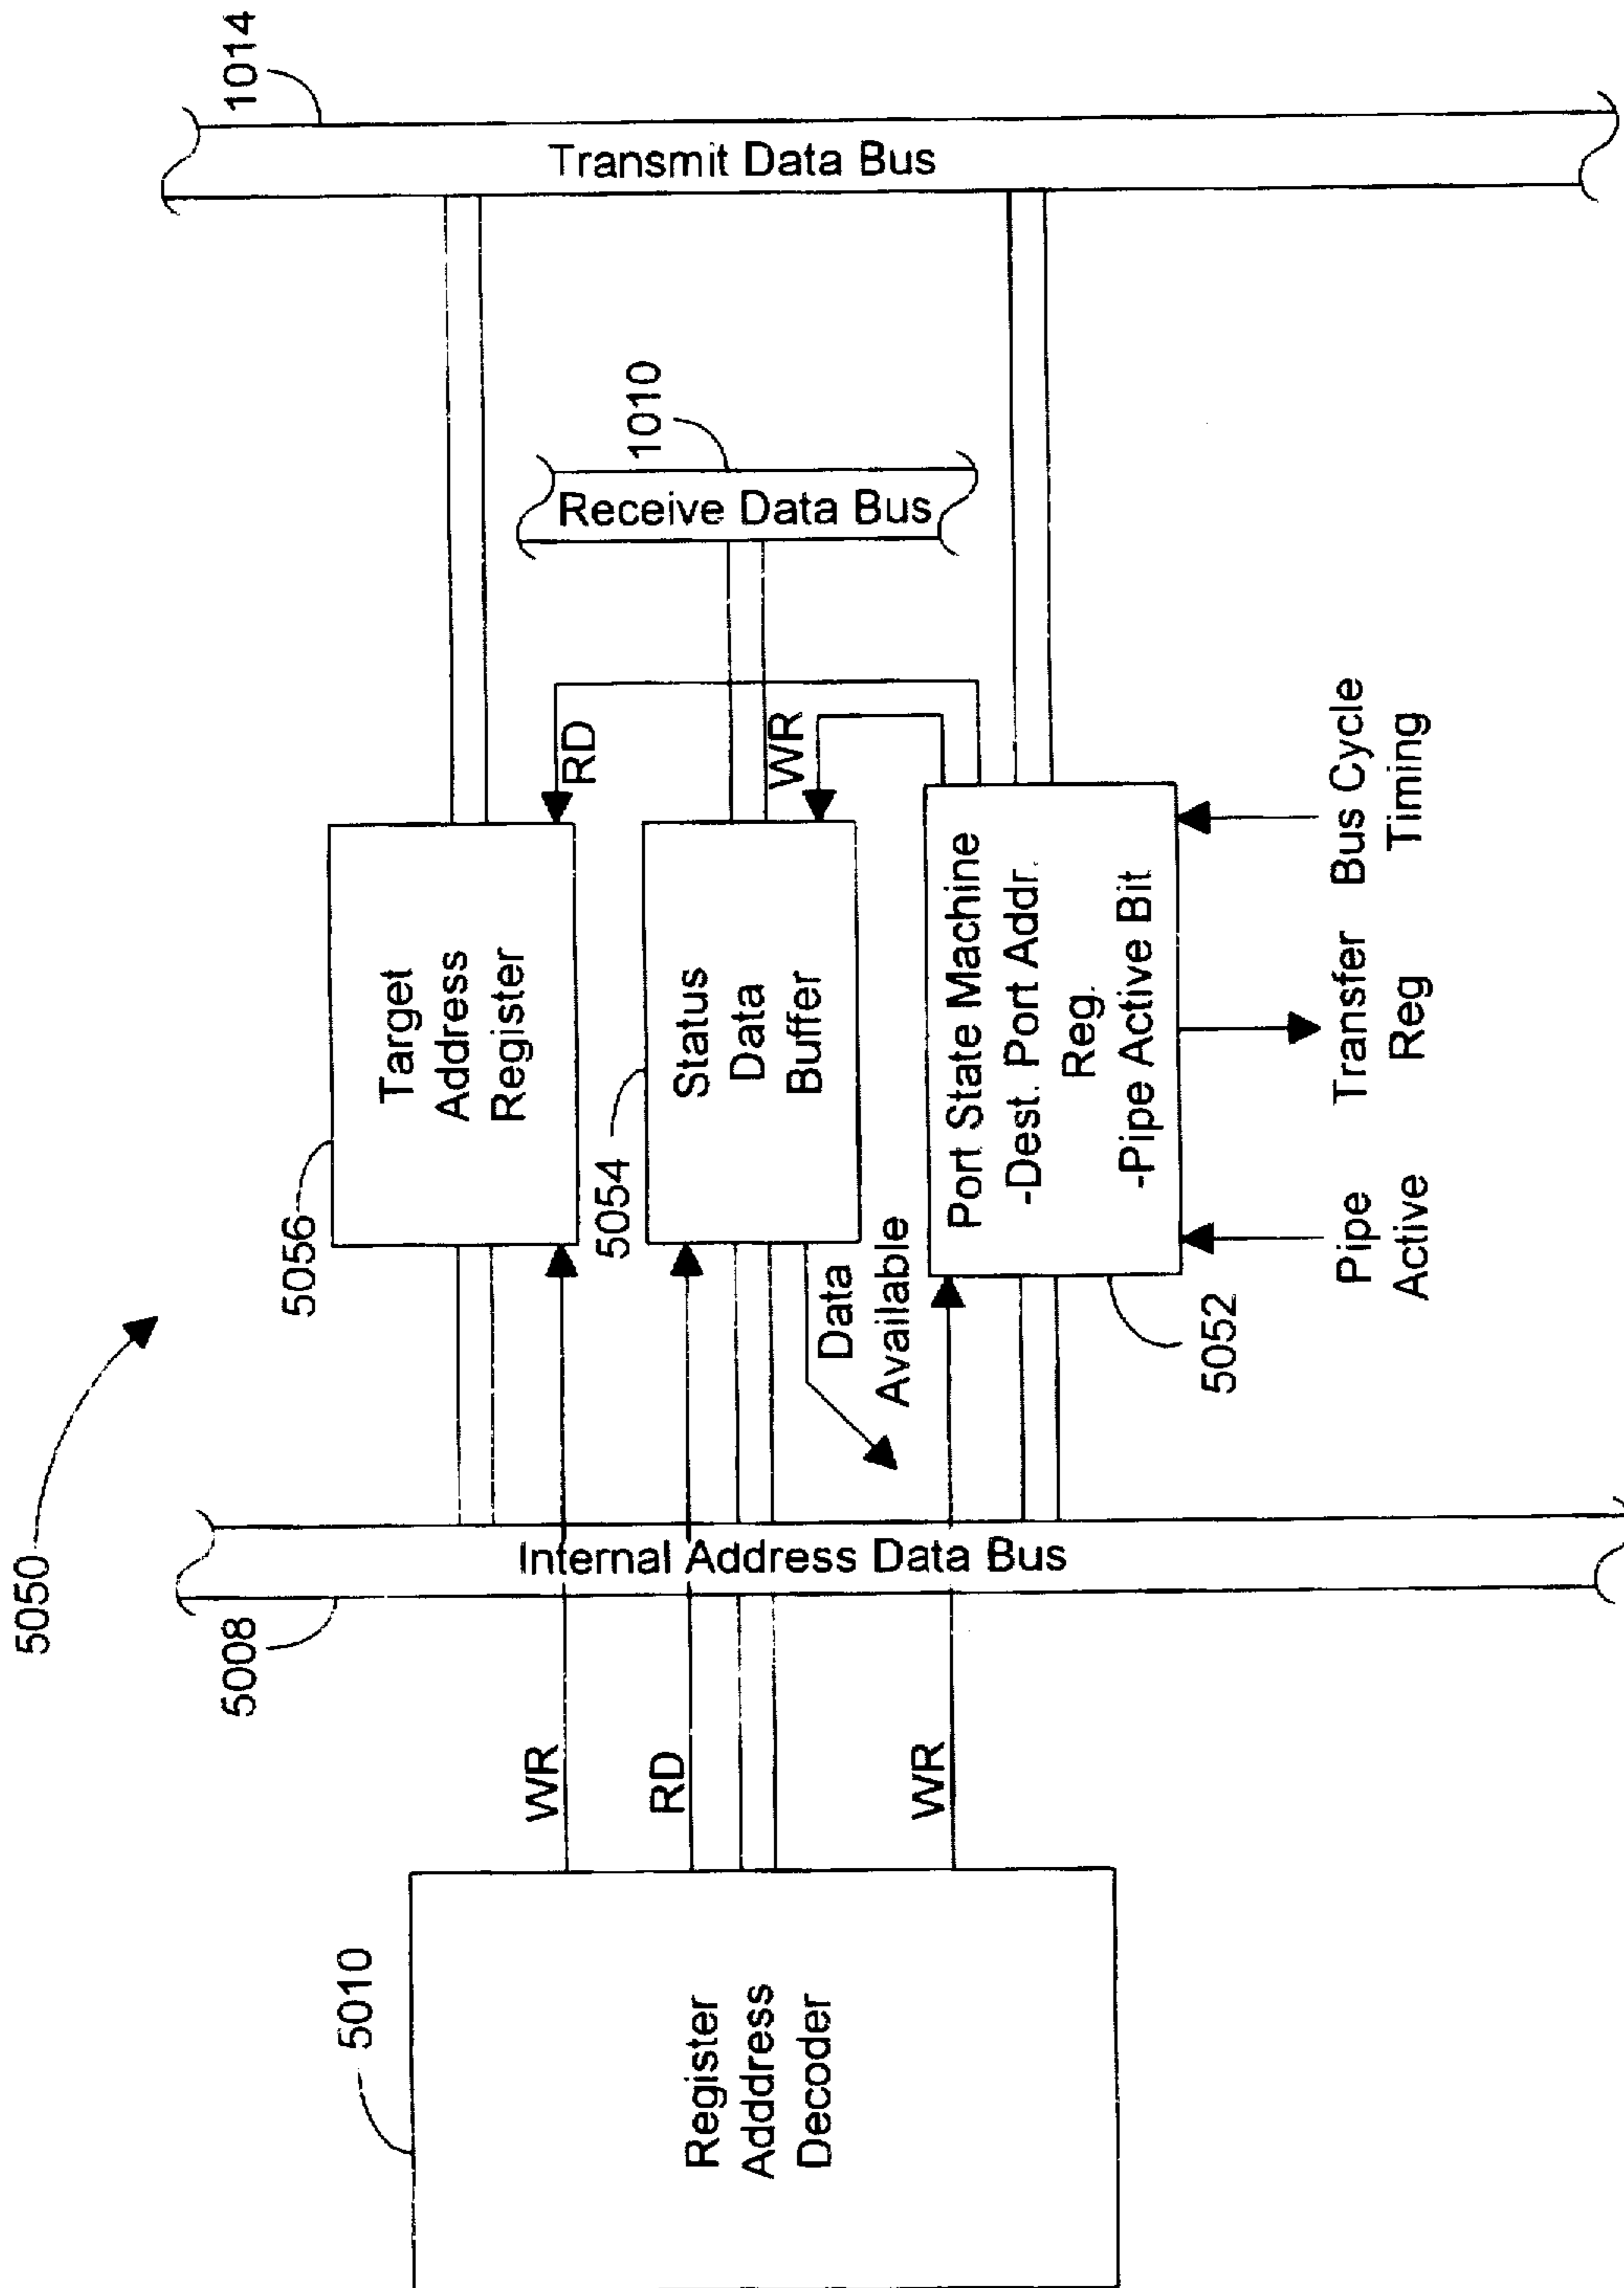 5050
1014
5008
Transmit Data Bus
5056
Target
Address
Register
RD
1010
Receive Data Bus
5010
WR
Internal Address Data Bus
5054
Status
Data
Buffer
WR
RD
Register
Address
Decoder
Data
Available
Port State Machine
-Dest. Port Addr.
Reg.
-Pipe Active Bit
WR
5052
Pipe
Active
Transfer
Reg
Bus Cycle
Timing